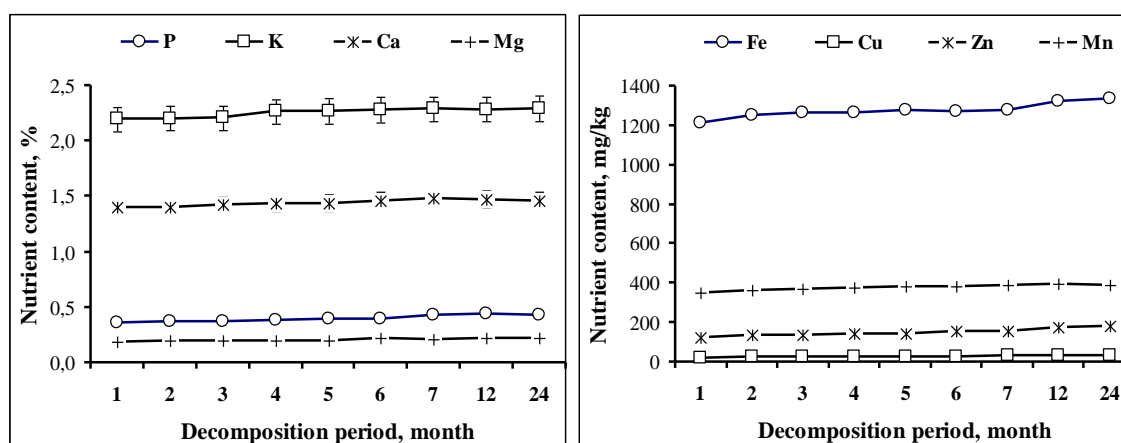 P K Ca Mg
Nutrient content, %
2,5
2,0
1,5
1,0
0,5
0,0
1 2 3 4 5 6 7 12 24
Decomposition period, month
Fe Cu Zn Mn
Nutrient content, mg/kg
1400
1200
1000
800
600
400
200
0
1 2 3 4 5 6 7 12 24
Decomposition period, month